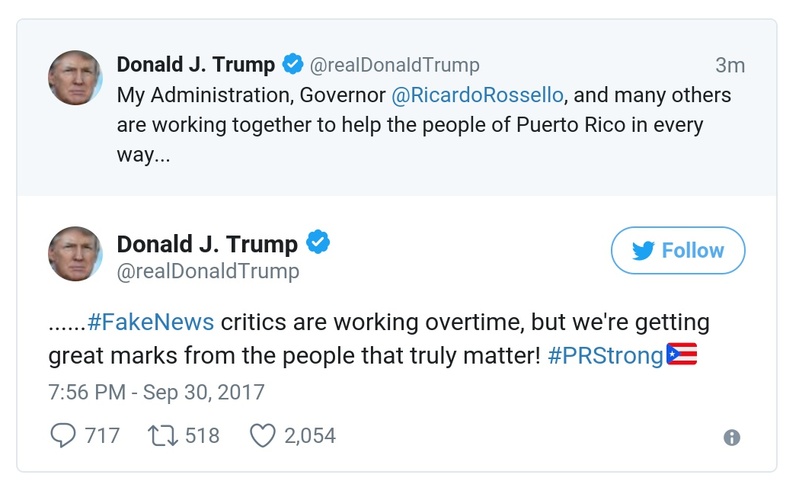 Donald J. Trump @realDonaldTrump 3m
My Administration, Governor @RicardoRossello, and many others
are working together to help the people of Puerto Rico in every
way...
Donald J. Trump
Follow
@realDonaldTrump
......#FakeNews critics are working overtime, but we're getting
great marks from the people that truly matter! #PRStrong🇵🇷
7:56 PM - Sep 30, 2017
717 518 2,054